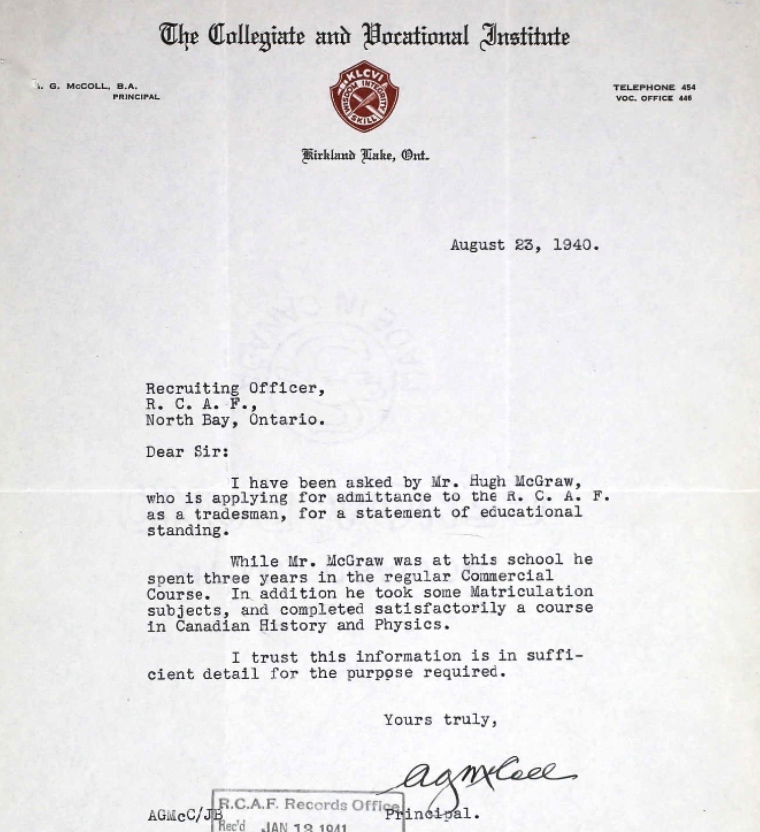 The Collegiate and Vocational Institute
. G. McCOLL, B.A.
PRINCIPAL
KLCVI
WISDOM INTEGRITY
SKILL
TELEPHONE 454
VOC. OFFICE 446
Kirkland Lake, Ont.
August 23, 1940.
Recruiting Officer,
R. C. A. F.,
North Bay, Ontario.
Dear Sir:
I have been asked by Mr. Hugh McGraw,
who is applying for admittance to the R. C. A. F.
as a tradesman, for a statement of educational
standing.
While Mr. McGraw was at this school he
spent three years in the regular Commercial
Course. In addition he took some Matriculation
subjects, and completed satisfactorily a course
in Canadian History and Physics.
I trust this information is in suffi-
cient detail for the purpose required.
Yours truly,
AGMcColl
AGMcC/JB
Principal.
R.C.A.F. Records Office
Rec'd JAN 13 1941